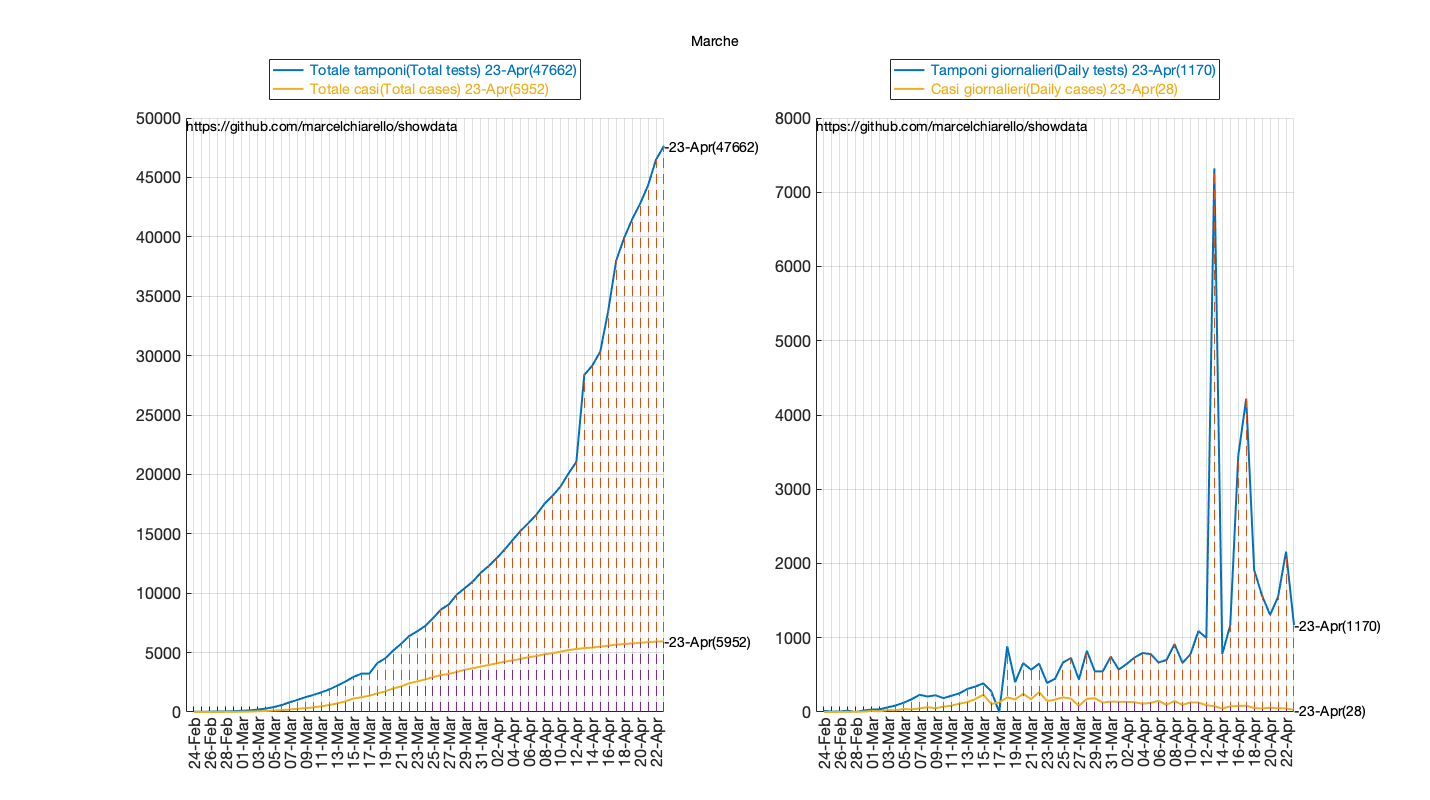 Marche
Totale tamponi(Total tests) 23-Apr(47662)
Totale casi(Total cases) 23-Apr(5952)
50000
45000
40000
35000
30000
25000
20000
15000
10000
5000
0
https://github.com/marcelchiarello/showdata
-23-Apr(47662)
-23-Apr(5952)
24-Feb
26-Feb
28-Feb
01-Mar
03-Mar
05-Mar
07-Mar
09-Mar
11-Mar
13-Mar
15-Mar
17-Mar
19-Mar
21-Mar
23-Mar
25-Mar
27-Mar
29-Mar
31-Mar
02-Apr
04-Apr
06-Apr
08-Apr
10-Apr
12-Apr
14-Apr
16-Apr
18-Apr
20-Apr
22-Apr
Tamponi giornalieri(Daily tests) 23-Apr(1170)
Casi giornalieri(Daily cases) 23-Apr(28)
8000
7000
6000
5000
4000
3000
2000
1000
0
https://github.com/marcelchiarello/showdata
-23-Apr(1170)
-23-Apr(28)
24-Feb
26-Feb
28-Feb
01-Mar
03-Mar
05-Mar
07-Mar
09-Mar
11-Mar
13-Mar
15-Mar
17-Mar
19-Mar
21-Mar
23-Mar
25-Mar
27-Mar
29-Mar
31-Mar
02-Apr
04-Apr
06-Apr
08-Apr
10-Apr
12-Apr
14-Apr
16-Apr
18-Apr
20-Apr
22-Apr